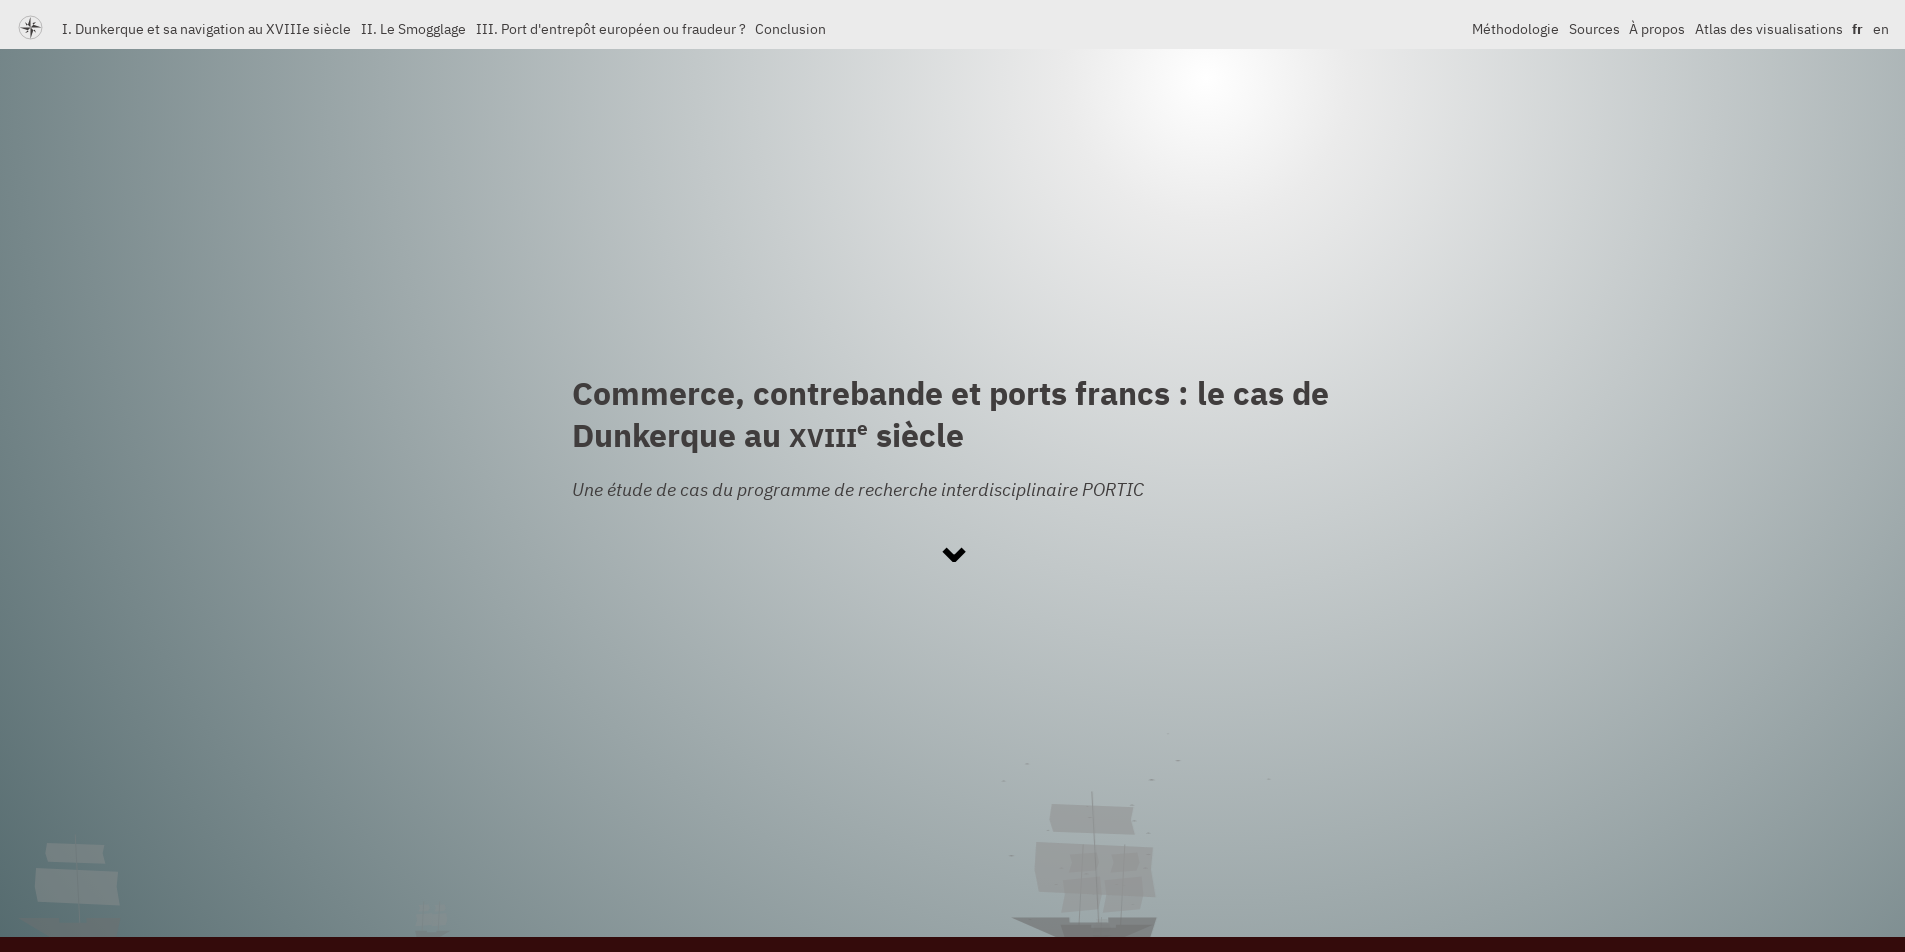 I. Dunkerque et sa navigation au XVIIIe siècle II. Le Smogglage III. Port d'entrepôt européen ou fraudeur ? Conclusion Méthodologie Sources À propos Atlas des visualisations fr en
Commerce, contrebande et ports francs : le cas de
Dunkerque au XVIIIe siècle
Une étude de cas du programme de recherche interdisciplinaire PORTIC